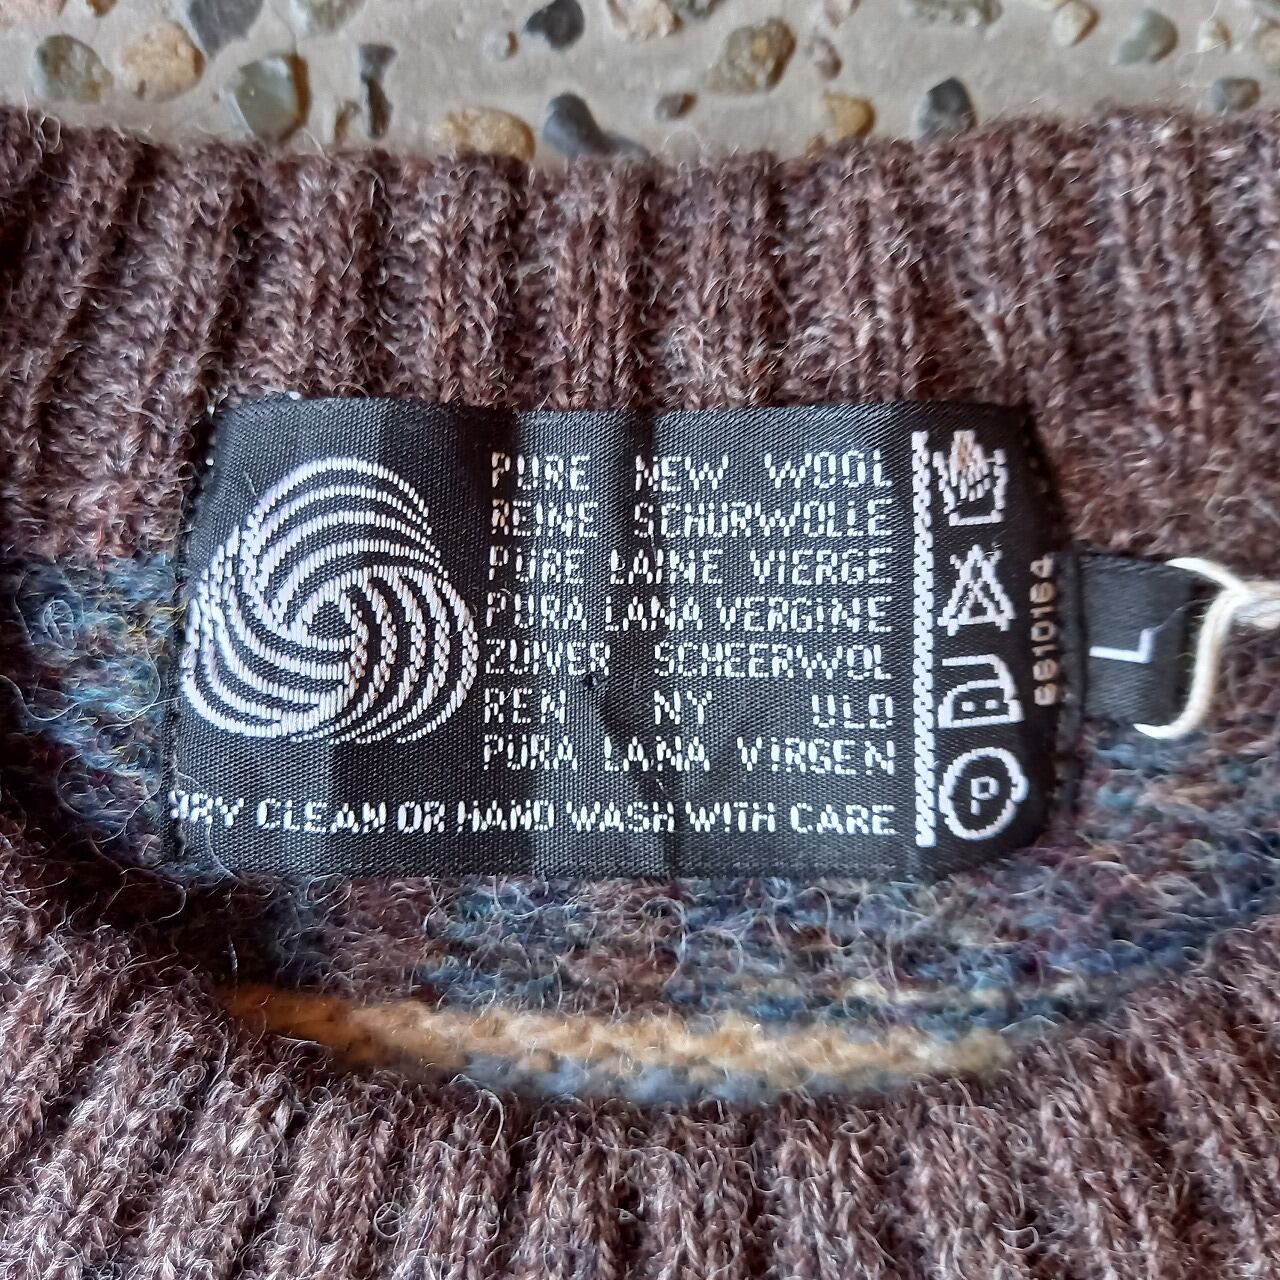 PURE NEW WOOL
REINE SCHURWOLLE
PURE LAINE VIERGE
PURA LANA VERGINE
ZUIVER SCHEERWOL
REN NY ULD
PURA LANA VIRGEN
DRY CLEAN OR HAND WASH WITH CARE
P
8810164
L